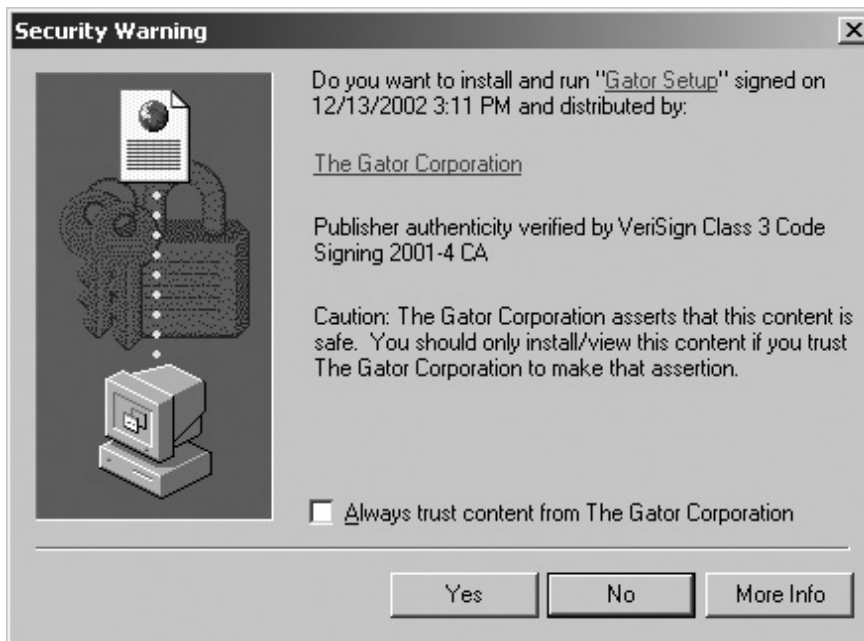 Security Warning
Do you want to install and run "Gator Setup" signed on
12/13/2002 3:11 PM and distributed by:
The Gator Corporation
Publisher authenticity verified by VeriSign Class 3 Code
Signing 2001-4 CA
Caution: The Gator Corporation asserts that this content is
safe.  You should only install/view this content if you trust
The Gator Corporation to make that assertion.
Always trust content from The Gator Corporation
Yes No More Info